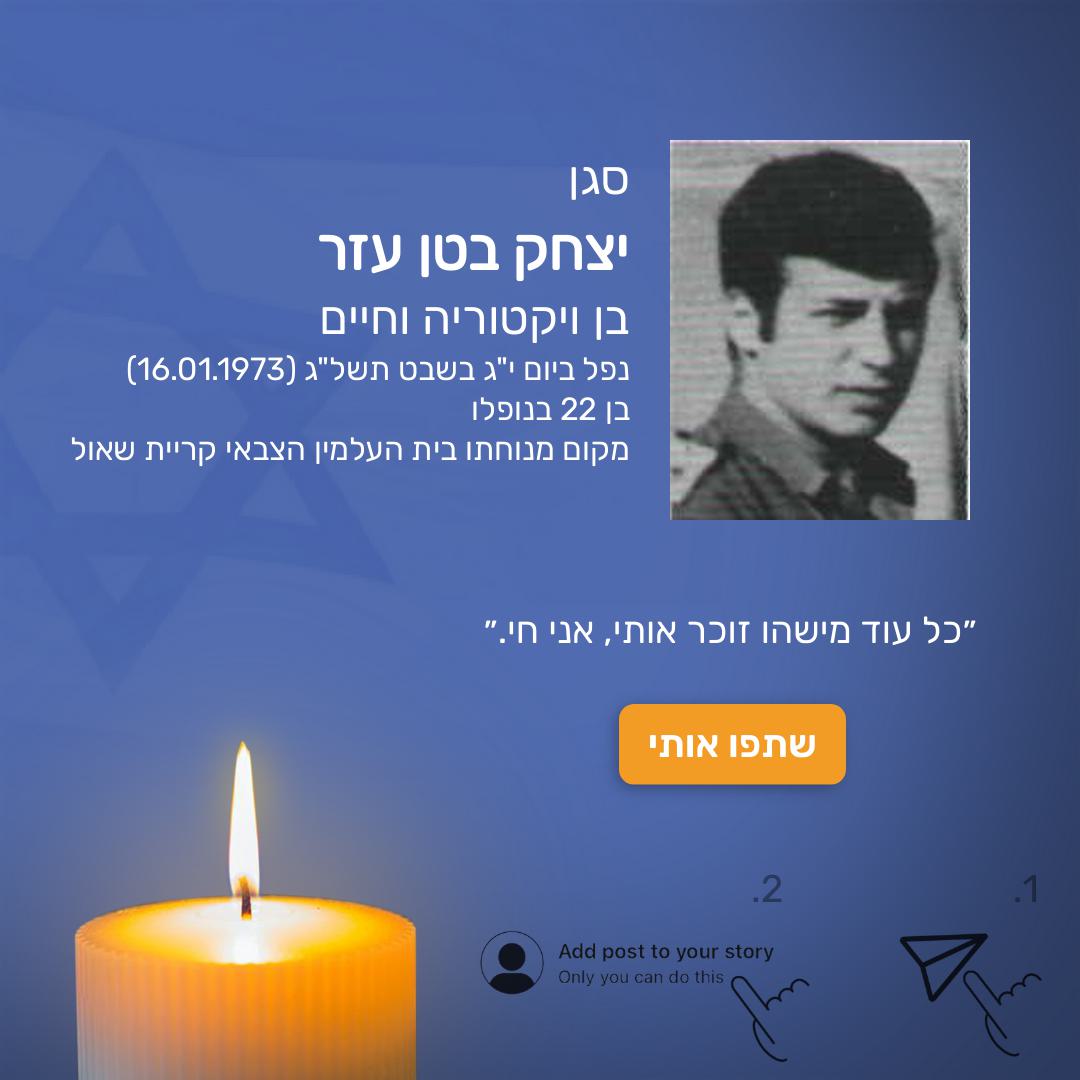 סגן
יצחק בטן עזר
בן ויקטוריה וחיים
נפל ביום י"ג בשבט תשל"ג (16.01.1973)
בן 22 בנופלו
מקום מנוחתו בית העלמין הצבאי קריית שאול
״כל עוד מישהו זוכר אותי, אני חי.״
שתפו אותי
.1
.2
Add post to your story
Only you can do this